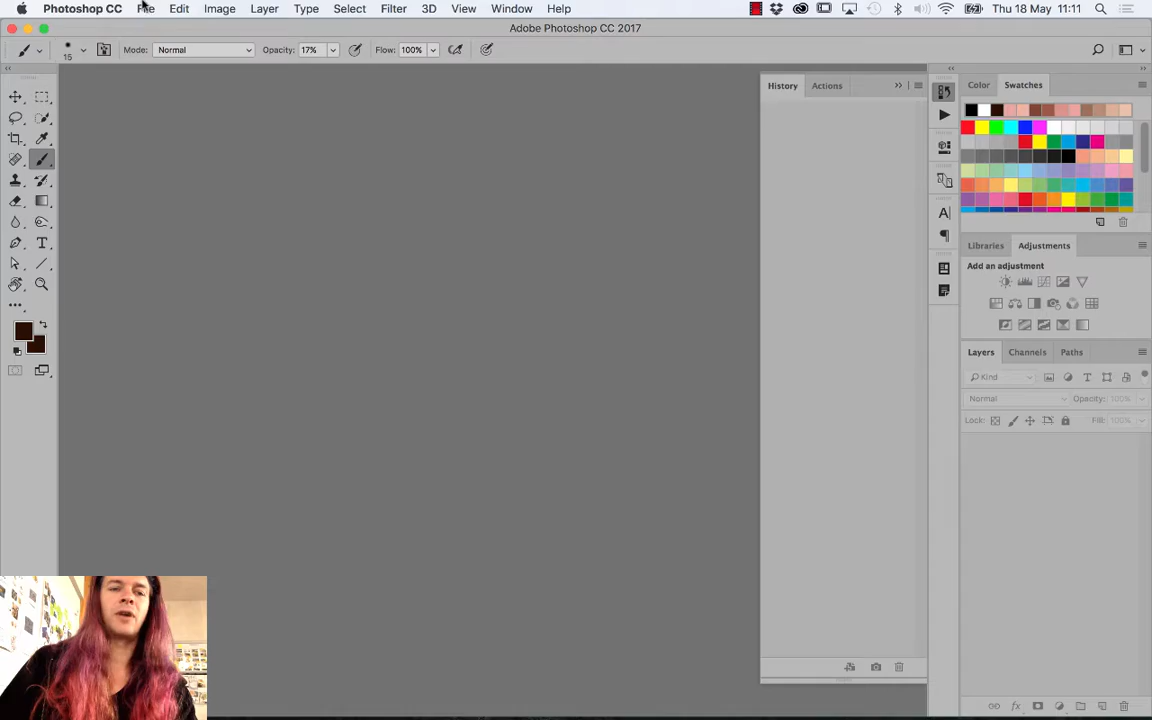 Photoshop CC File Edit Image Layer Type Select Filter 3D View Window Help Thu 18 May 11:11
Adobe Photoshop CC 2017
15 Mode: Normal Opacity: 17% Flow: 100%
History Actions
Color Swatches
Libraries Adjustments
Add an adjustment
Layers Channels Paths
Kind
Normal Opacity: 100%
Lock: Fill: 100%